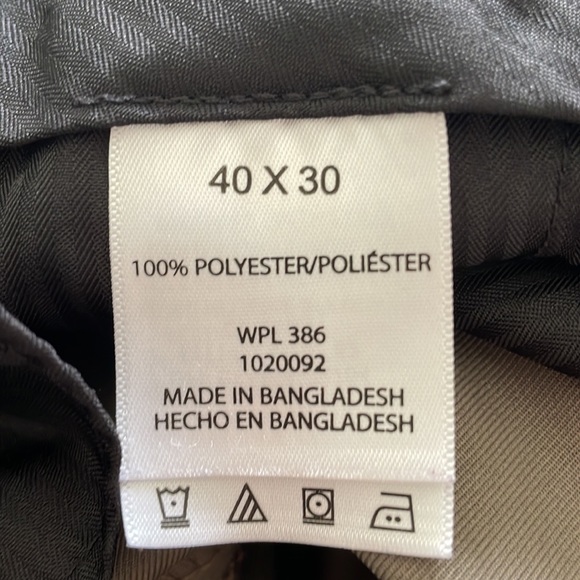 40 X 30
100% POLYESTER/POLIÉSTER
WPL 386
1020092
MADE IN BANGLADESH
HECHO EN BANGLADESH